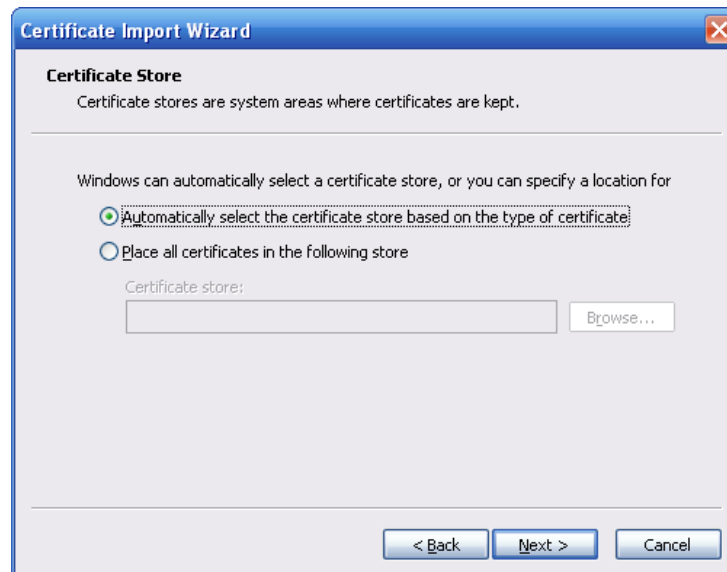 Certificate Import Wizard
Certificate Store
Certificate stores are system areas where certificates are kept.
Windows can automatically select a certificate store, or you can specify a location for
Automatically select the certificate store based on the type of certificate
Place all certificates in the following store
Certificate store:
Browse...
< Back Next > Cancel